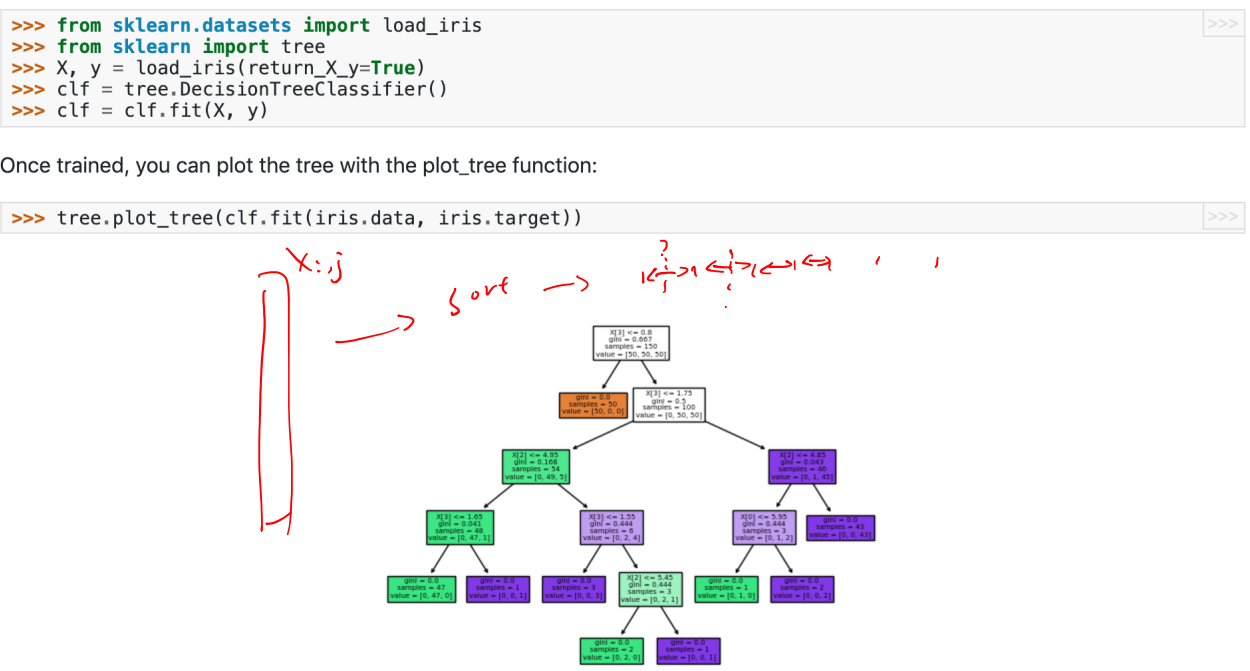 >>> from sklearn.datasets import load_iris
>>> from sklearn import tree
>>> X, y = load_iris(return_X_y=True)
>>> clf = tree.DecisionTreeClassifier()
>>> clf = clf.fit(X, y)
>>>
Once trained, you can plot the tree with the plot_tree function:
>>> tree.plot_tree(clf.fit(iris.data, iris.target))
>>>
X:,j
sort
?
X[3] <= 0.8
gini = 0.667
samples = 150
value = [50, 50, 50]
gini = 0.0
samples = 50
value = [50, 0, 0]
X[3] <= 1.75
gini = 0.5
samples = 100
value = [0, 50, 50]
X[2] <= 4.95
gini = 0.168
samples = 54
value = [0, 49, 5]
X[2] <= 4.85
gini = 0.043
samples = 46
value = [0, 1, 45]
X[3] <= 1.65
gini = 0.041
samples = 48
value = [0, 47, 1]
X[3] <= 1.55
gini = 0.444
samples = 6
value = [0, 2, 4]
X[0] <= 5.95
gini = 0.444
samples = 3
value = [0, 1, 2]
gini = 0.0
samples = 43
value = [0, 0, 43]
gini = 0.0
samples = 47
value = [0, 47, 0]
gini = 0.0
samples = 1
value = [0, 0, 1]
gini = 0.0
samples = 3
value = [0, 0, 3]
X[2] <= 5.45
gini = 0.444
samples = 3
value = [0, 2, 1]
gini = 0.0
samples = 1
value = [0, 1, 0]
gini = 0.0
samples = 2
value = [0, 0, 2]
gini = 0.0
samples = 2
value = [0, 2, 0]
gini = 0.0
samples = 1
value = [0, 0, 1]